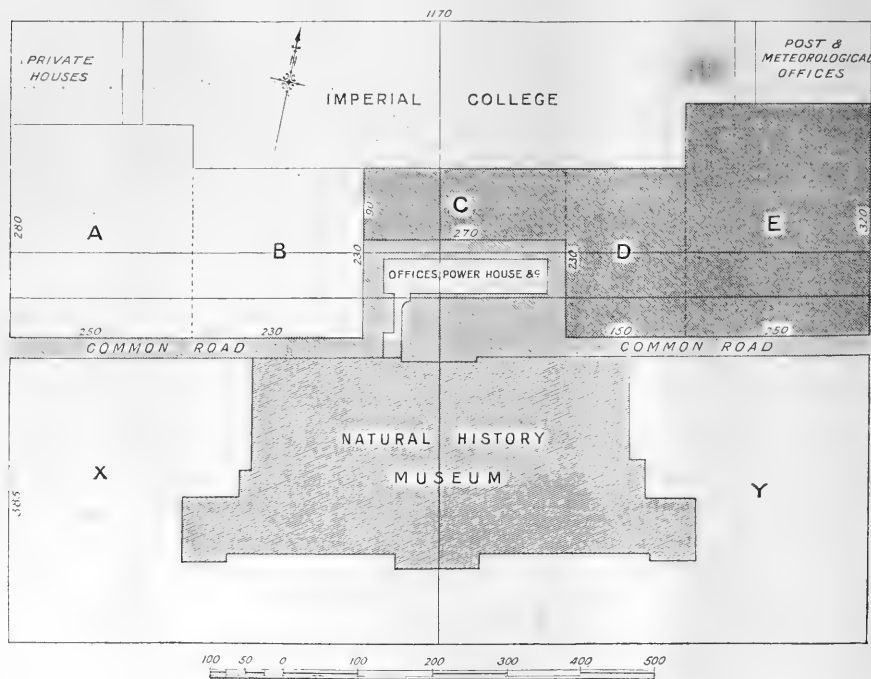 1170
PRIVATE
HOUSES
N
POST &
METEOROLOGICAL
OFFICES
IMPERIAL COLLEGE
C
90
270
280
A
B
230
230
D
E
320
OFFICES, POWER HOUSE &c
250
230
150
250
COMMON ROAD
COMMON ROAD
NATURAL HISTORY
MUSEUM
X
Y
385
100 50 0 100 200 300 400 500